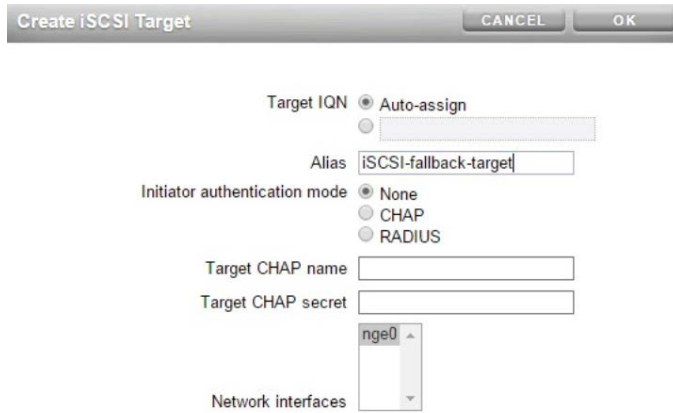 Create iSCSI Target CANCEL OK
Target IQN Auto-assign
Alias iSCSI-fallback-target
Initiator authentication mode None
CHAP
RADIUS
Target CHAP name
Target CHAP secret
nge0
Network interfaces